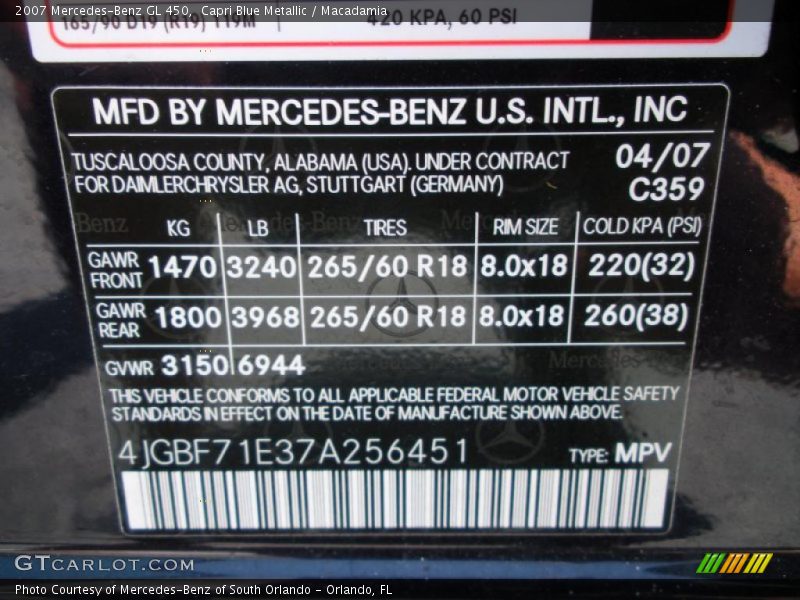 2007 Mercedes-Benz GL 450, Capri Blue Metallic / Macadamia
165/90 D19 (R19) 119M 420 KPA, 60 PSI
MFD BY MERCEDES-BENZ U.S. INTL., INC
TUSCALOOSA COUNTY, ALABAMA (USA). UNDER CONTRACT 04/07
FOR DAIMLERCHRYSLER AG, STUTTGART (GERMANY) C359
KG LB TIRES RIM SIZE COLD KPA (PSI)
GAWR FRONT 1470 3240 265/60 R18 8.0x18 220(32)
GAWR REAR 1800 3968 265/60 R18 8.0x18 260(38)
GVWR 3150 6944
THIS VEHICLE CONFORMS TO ALL APPLICABLE FEDERAL MOTOR VEHICLE SAFETY
STANDARDS IN EFFECT ON THE DATE OF MANUFACTURE SHOWN ABOVE.
4JGBF71E37A256451 TYPE: MPV
GTCARLOT.COM
Photo Courtesy of Mercedes-Benz of South Orlando - Orlando, FL